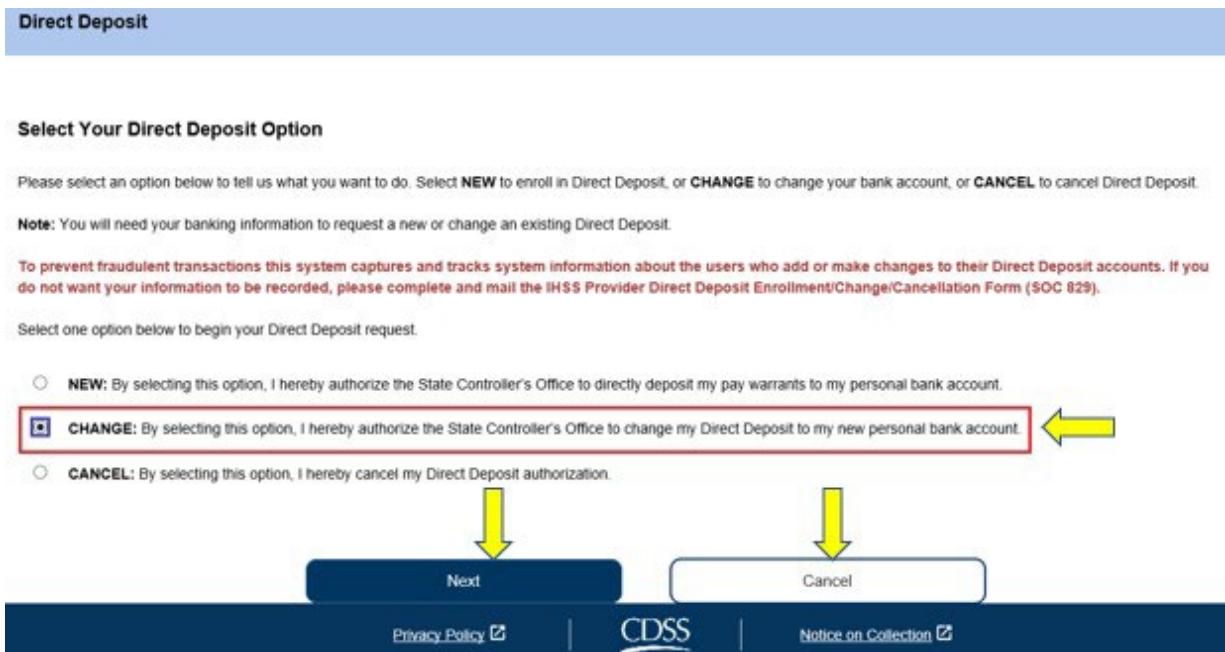 Direct Deposit
Select Your Direct Deposit Option
Please select an option below to tell us what you want to do. Select NEW to enroll in Direct Deposit, or CHANGE to change your bank account, or CANCEL to cancel Direct Deposit.
Note: You will need your banking information to request a new or change an existing Direct Deposit.
To prevent fraudulent transactions this system captures and tracks system information about the users who add or make changes to their Direct Deposit accounts. If you
do not want your information to be recorded, please complete and mail the IHSS Provider Direct Deposit Enrollment/Change/Cancellation Form (SOC 829).
Select one option below to begin your Direct Deposit request.
NEW: By selecting this option, I hereby authorize the State Controller's Office to directly deposit my pay warrants to my personal bank account.
CHANGE: By selecting this option, I hereby authorize the State Controller's Office to change my Direct Deposit to my new personal bank account.
CANCEL: By selecting this option, I hereby cancel my Direct Deposit authorization.
Next Cancel
Privacy Policy CDSS Notice on Collection